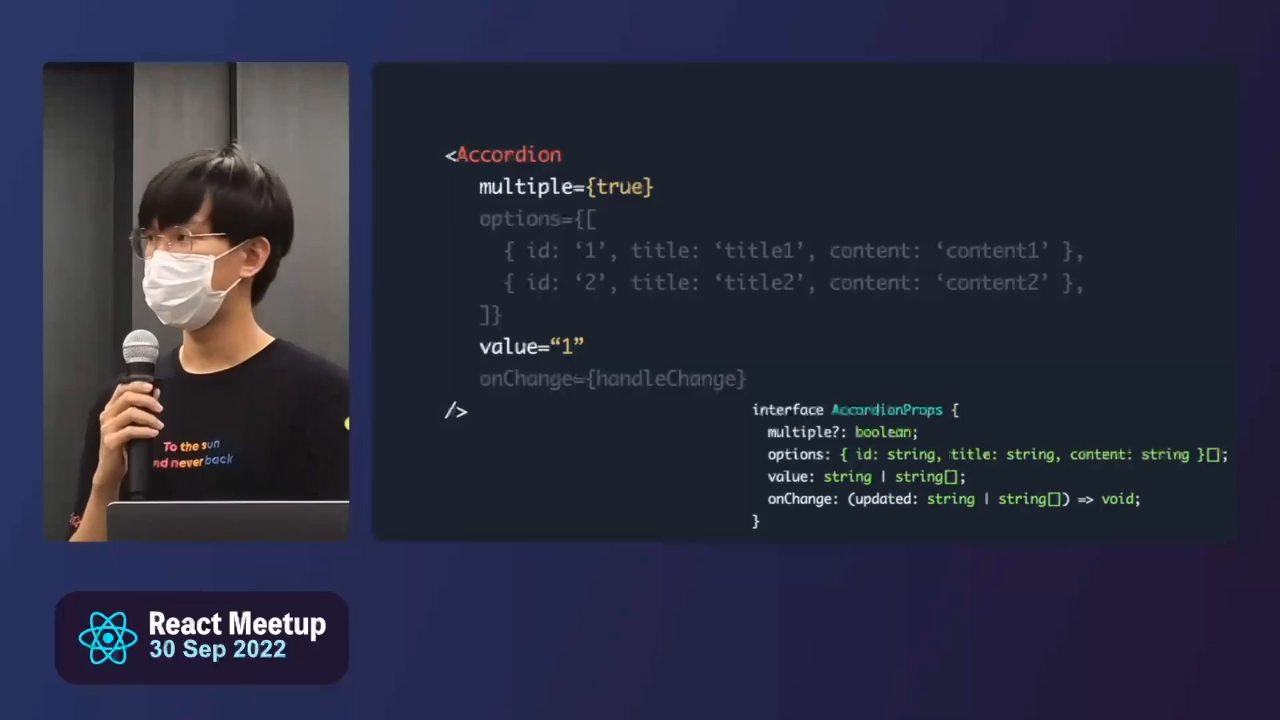 <Accordion
multiple={true}
options={[
{ id: ‘1’, title: ‘title1’, content: ‘content1’ },
{ id: ‘2’, title: ‘title2’, content: ‘content2’ },
]}
value=“1”
onChange={handleChange}
/>
interface AccordionProps {
multiple?: boolean;
options: { id: string, title: string, content: string }[];
value: string | string[];
onChange: (updated: string | string[]) => void;
}
To the sun
and never back
React Meetup
30 Sep 2022